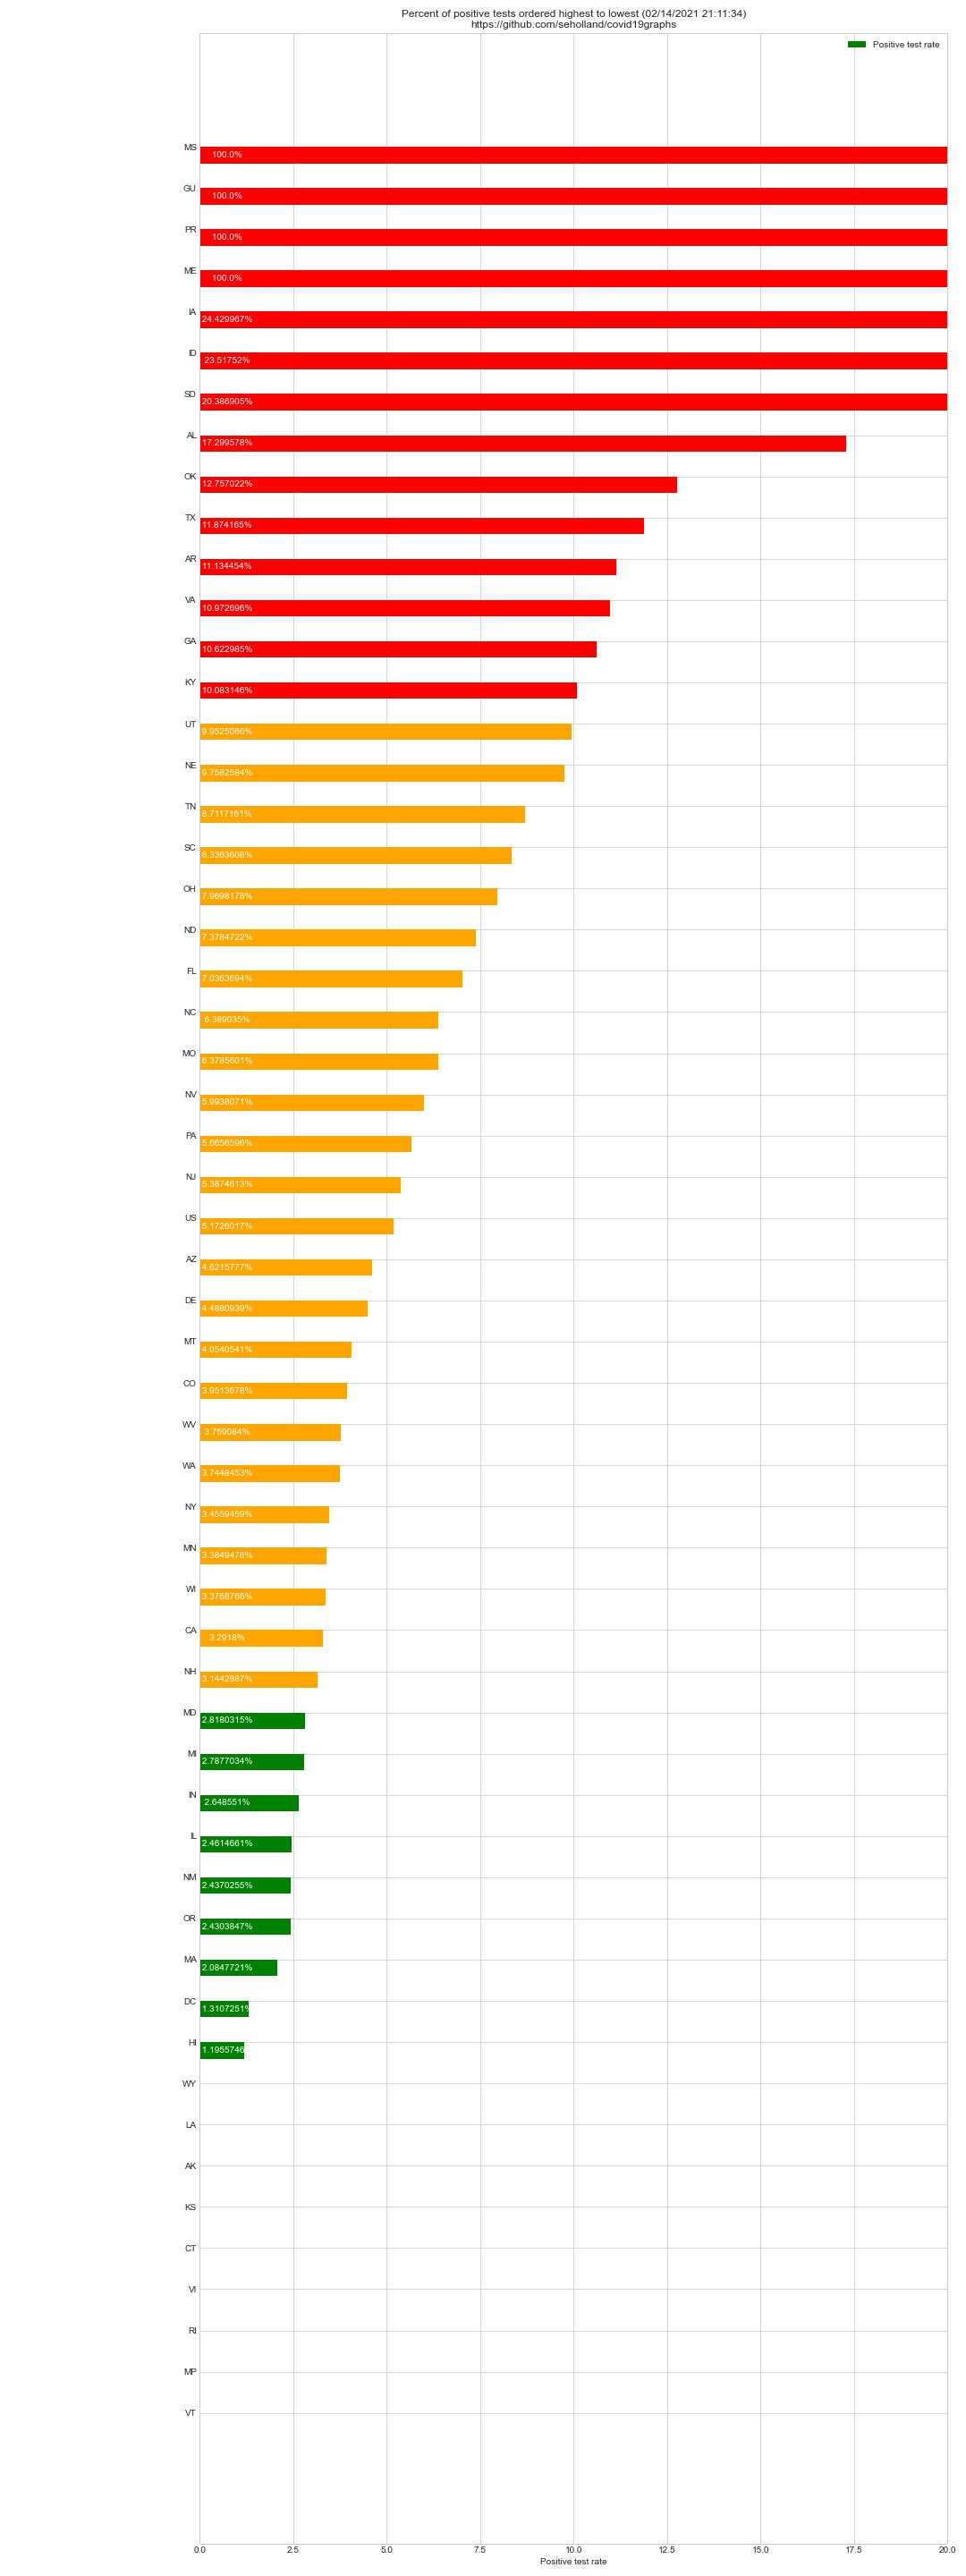 Percent of positive tests ordered highest to lowest (02/14/2021 21:11:34)
https://github.com/seholland/covid19graphs
Positive test rate
MS 100.0%
GU 100.0%
PR 100.0%
ME 100.0%
IA 24.429967%
ID 23.51752%
SD 20.386905%
AL 17.299578%
OK 12.757022%
TX 11.874165%
AR 11.134454%
VA 10.972696%
GA 10.622985%
KY 10.083146%
UT 9.9525066%
NE 9.7582584%
TN 8.7117161%
SC 8.3363608%
OH 7.9698178%
ND 7.3784722%
FL 7.0363694%
NC 6.389035%
MO 6.3785601%
NV 5.9938071%
PA 5.6656596%
NJ 5.3874613%
US 5.1726017%
AZ 4.6215777%
DE 4.4880939%
MT 4.0540541%
CO 3.9513678%
WV 3.769084%
WA 3.7448453%
NY 3.4559459%
MN 3.3849478%
WI 3.3768766%
CA 3.2918%
NH 3.1442887%
MD 2.8180315%
MI 2.7877034%
IN 2.648551%
IL 2.4614661%
NM 2.4370255%
OR 2.4303847%
MA 2.0847721%
DC 1.3107251%
HI 1.1955746
WY
LA
AK
KS
CT
VI
RI
MP
VT
0.0 2.5 5.0 7.5 10.0 12.5 15.0 17.5 20.0
Positive test rate